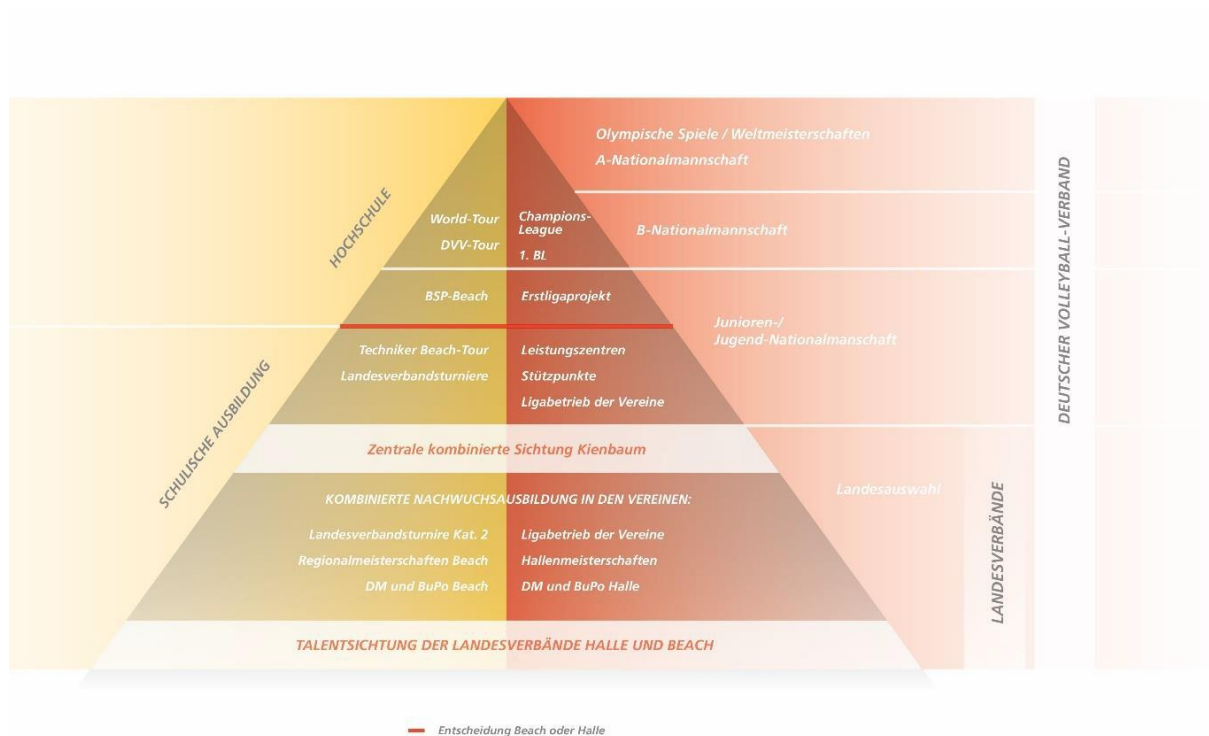 Olympische Spiele / Weltmeisterschaften
A-Nationalmannschaft
HOCHSCHULE
World-Tour
DVV-Tour
Champions-
League
1. BL
B-Nationalmannschaft
BSP-Beach
Erstligaprojekt
Junioren-/
Jugend-Nationalmanschaft
DEUTSCHER VOLLEYBALL-VERBAND
SCHULISCHE AUSBILDUNG
Techniker Beach-Tour
Landesverbandsturniere
Leistungszentren
Stützpunkte
Ligabetrieb der Vereine
Zentrale kombinierte Sichtung Kienbaum
Landesauswahl
LANDESVERBÄNDE
KOMBINIERTE NACHWUCHSAUSBILDUNG IN DEN VEREINEN:
Landesverbandsturnire Kat. 2
Regionalmeisterschaften Beach
DM und BuPo Beach
Ligabetrieb der Vereine
Hallenmeisterschaften
DM und BuPo Halle
TALENTSICHTUNG DER LANDESVERBÄNDE HALLE UND BEACH
Entscheidung Beach oder Halle